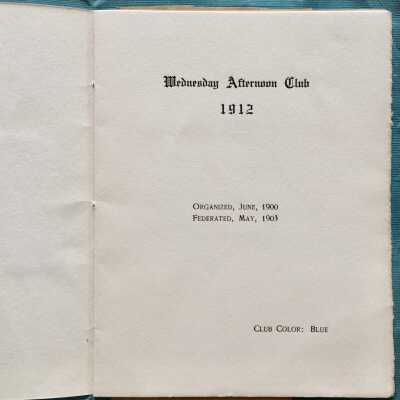 Wednesday Afternoon Club
1912
Organized, June, 1900
Federated, May, 1903
Club Color: Blue